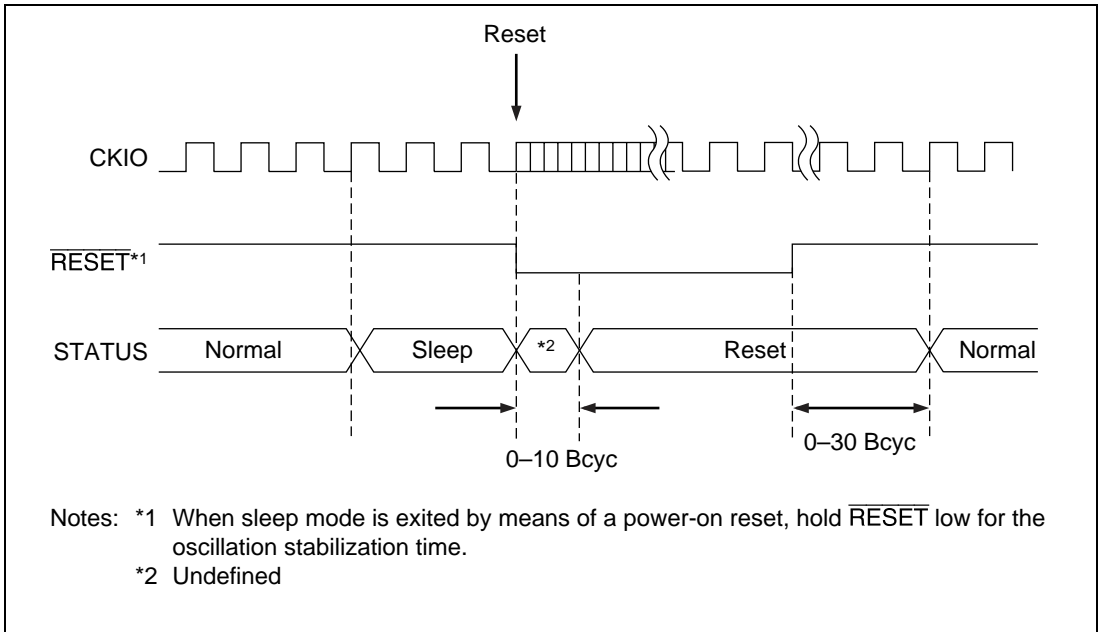 Reset
CKIO
RESET*1
STATUS Normal Sleep *2 Reset Normal
0–10 Bcyc
0–30 Bcyc
Notes: *1 When sleep mode is exited by means of a power-on reset, hold RESET low for the
oscillation stabilization time.
*2 Undefined